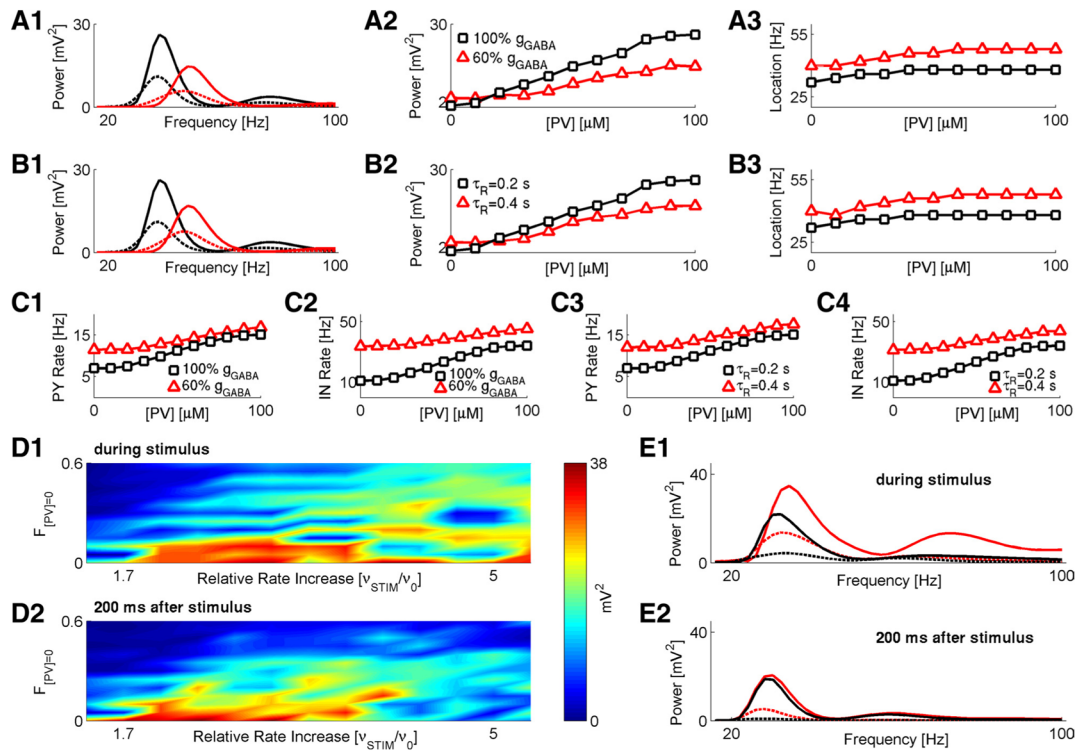 A1
30
Power [mV²]
0
20
Frequency [Hz]
100
A2
30
Power [mV²]
2
100% gGABA
60% gGABA
0
[PV] [µM]
100
A3
55
Location [Hz]
25
0
[PV] [µM]
100
B1
30
Power [mV²]
0
20
Frequency [Hz]
100
B2
30
Power [mV²]
2
τR=0.2 s
τR=0.4 s
0
[PV] [µM]
100
B3
55
Location [Hz]
25
0
[PV] [µM]
100
C1
PY Rate [Hz]
15
5
100% gGABA
60% gGABA
0
[PV] [µM]
100
C2
IN Rate [Hz]
50
10
100% gGABA
60% gGABA
0
[PV] [µM]
100
C3
PY Rate [Hz]
15
5
τR=0.2 s
τR=0.4 s
0
[PV] [µM]
100
C4
IN Rate [Hz]
50
10
τR=0.2 s
τR=0.4 s
0
[PV] [µM]
100
D1
during stimulus
0.6
F[PV]=0
0
1.7
Relative Rate Increase [νSTIM/ν0]
5
38
mV²
0
D2
200 ms after stimulus
0.6
F[PV]=0
0
1.7
Relative Rate Increase [νSTIM/ν0]
5
E1
during stimulus
40
Power [mV²]
0
20
Frequency [Hz]
100
E2
200 ms after stimulus
40
Power [mV²]
0
20
Frequency [Hz]
100